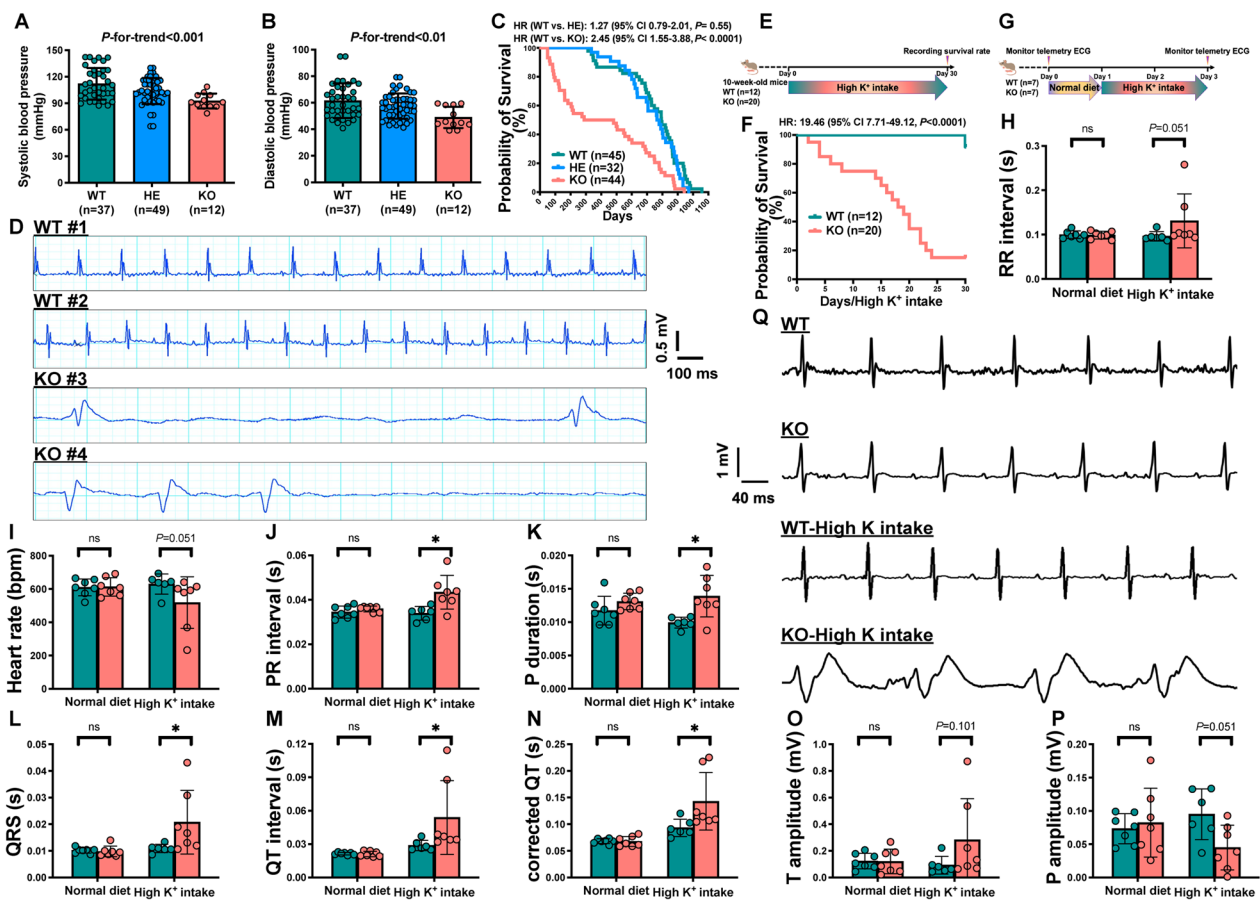 A
P-for-trend<0.001
Systolic blood pressure
(mmHg)
160
120
80
40
0
WT
(n=37)
HE
(n=49)
KO
(n=12)
B
P-for-trend<0.01
Diastolic blood pressure
(mmHg)
120
100
80
60
40
20
0
WT
(n=37)
HE
(n=49)
KO
(n=12)
C
HR (WT vs. HE): 1.27 (95% CI 0.79-2.01, P= 0.55)
HR (WT vs. KO): 2.45 (95% CI 1.55-3.88, P< 0.0001)
Probability of Survival
(%)
100
80
60
40
20
0
WT (n=45)
HE (n=32)
KO (n=44)
0 100 200 300 400 500 600 700 800 900 1000 1100
Days
E
Recording survival rate
Day 0
Day 30
10-week-old mice
WT (n=12)
KO (n=20)
High K⁺ intake
F
HR: 19.46 (95% CI 7.71-49.12, P<0.0001)
Probability of Survival
(%)
100
80
60
40
20
0
WT (n=12)
KO (n=20)
0 5 10 15 20 25 30
Days/High K⁺ intake
G
Monitor telemetry ECG
Monitor telemetry ECG
Day 0
1
2
Day 3
WT (n=7)
KO (n=7)
Normal diet
High K⁺ intake
H
ns
P=0.051
RR interval (s)
0.3
0.2
0.1
0.0
Normal diet
High K⁺ intake
D
WT #1
WT #2
KO #3
KO #4
0.5 mV
100 ms
Q
WT
KO
1 mV
40 ms
WT-High K intake
KO-High K intake
I
ns
P=0.051
Heart rate (bpm)
800
600
400
200
0
Normal diet
High K⁺ intake
J
ns
*
PR interval (s)
0.06
0.04
0.02
0.00
Normal diet
High K⁺ intake
K
ns
*
P duration (s)
0.020
0.015
0.010
0.005
0.000
Normal diet
High K⁺ intake
L
ns
*
QRS (s)
0.05
0.04
0.03
0.02
0.01
0.00
Normal diet
High K⁺ intake
M
ns
*
QT interval (s)
0.12
0.09
0.06
0.03
0.00
Normal diet
High K⁺ intake
N
ns
*
corrected QT (s)
0.25
0.20
0.15
0.10
0.05
0.00
Normal diet
High K⁺ intake
O
ns
P=0.101
T amplitude (mV)
1.0
0.8
0.6
0.4
0.2
0.0
Normal diet
High K⁺ intake
P
ns
P=0.051
P amplitude (mV)
0.20
0.15
0.10
0.05
0.00
Normal diet
High K⁺ intake